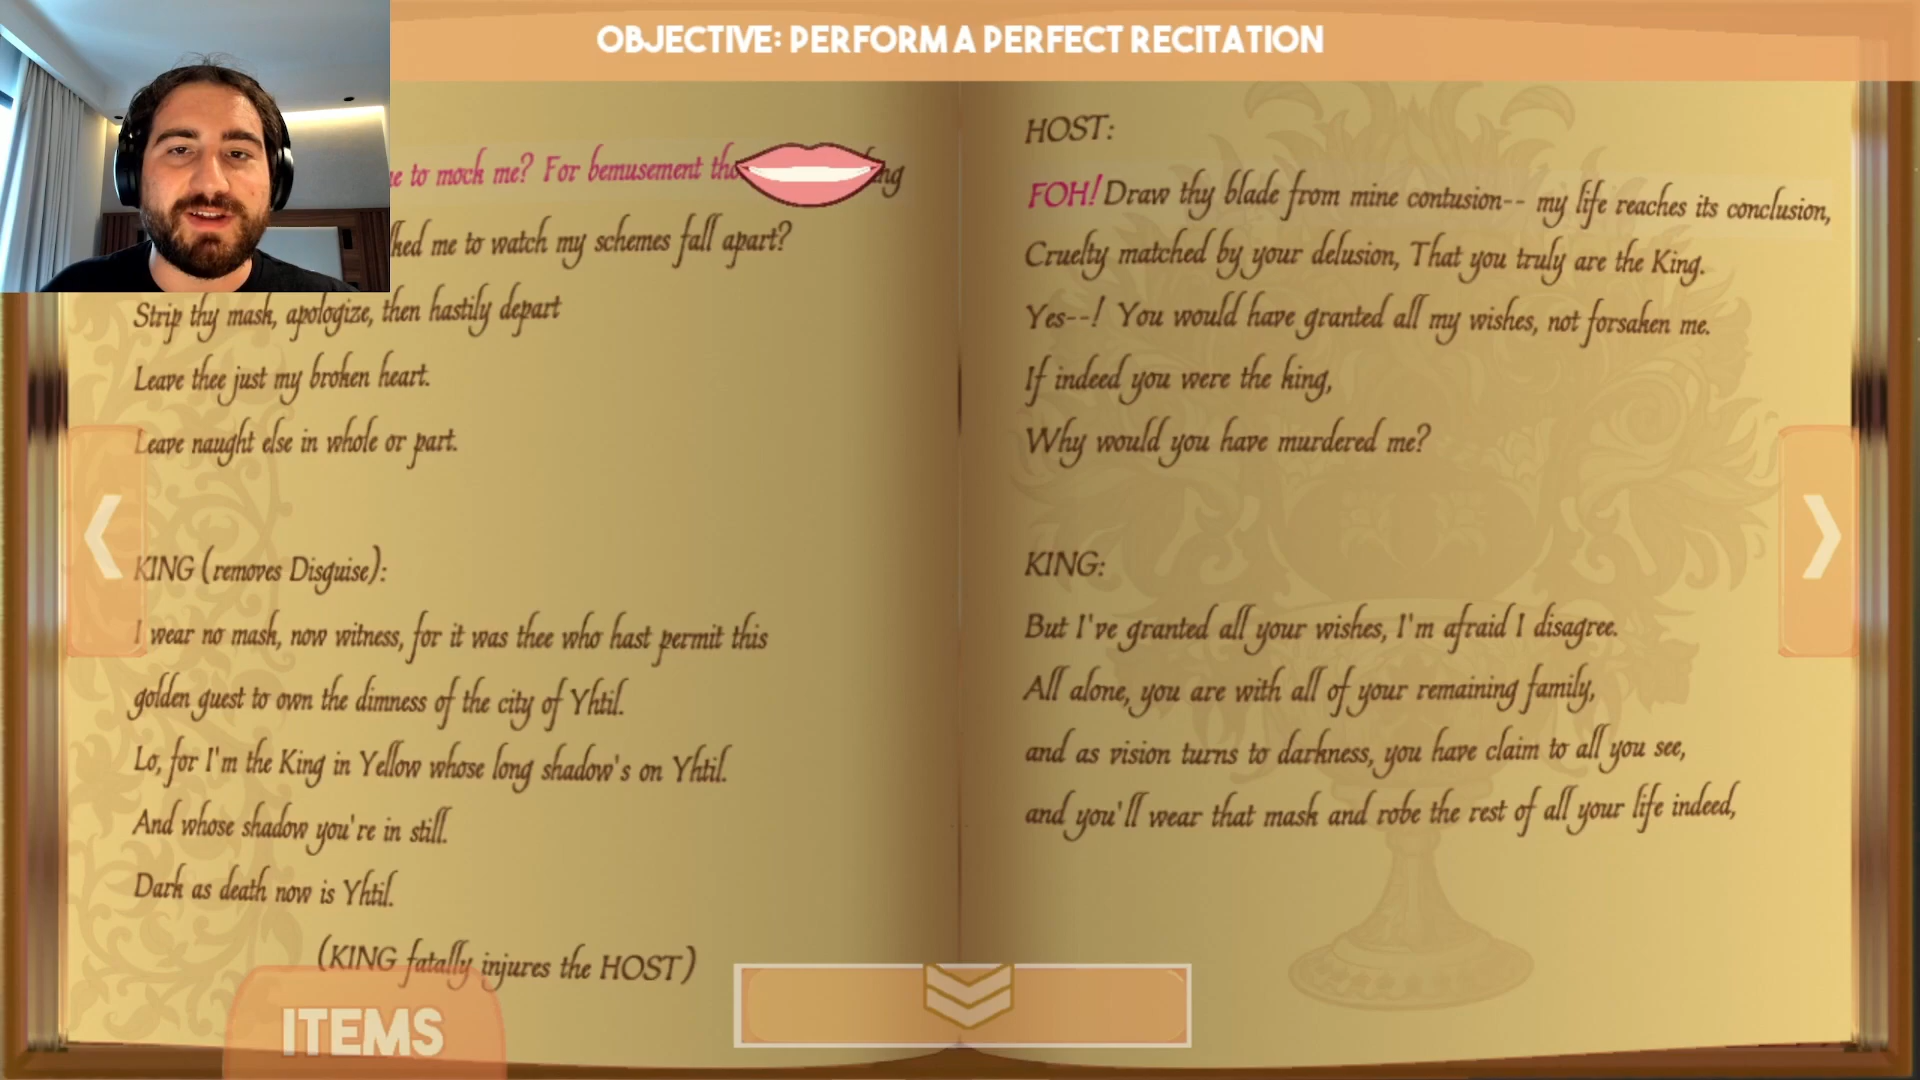 OBJECTIVE: PERFORM A PERFECT RECITATION
to mock me? For bemusement
me to watch my schemes fall apart?
Strip thy mask, apologize, then hastily depart
Leave thee just my broken heart.
Leave naught else in whole or part.
KING (removes Disguise):
I wear no mask, now witness, for it was thee who hast permit this
golden guest to own the dimness of the city of Yhtil.
Lo, for I'm the King in Yellow whose long shadow's on Yhtil.
And whose shadow you're in still.
Dark as death now is Yhtil.
(KING fatally injures the HOST)
HOST:
FOH! Draw thy blade from mine contusion-- my life reaches its conclusion,
Cruelty matched by your delusion, That you truly are the King.
Yes--! You would have granted all my wishes, not forsaken me.
If indeed you were the king,
Why would you have murdered me?
KING:
But I've granted all your wishes, I'm afraid I disagree.
All alone, you are with all of your remaining family,
and as vision turns to darkness, you have claim to all you see,
and you'll wear that mask and robe the rest of all your life indeed,
ITEMS